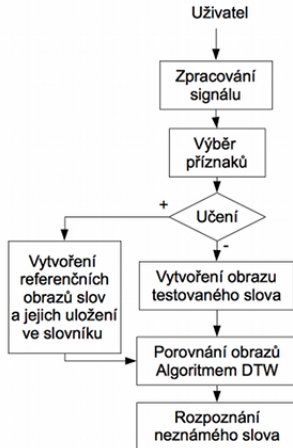 Uživatel
Zpracování
signálu
Výběr
příznaků
+
Učení
-
Vytvoření
referenčních
obrazů slov
a jejich uložení
ve slovníku
Vytvoření obrazu
testovaného slova
Porovnání obrazů
Algoritmem DTW
Rozpoznání
neznámého slova